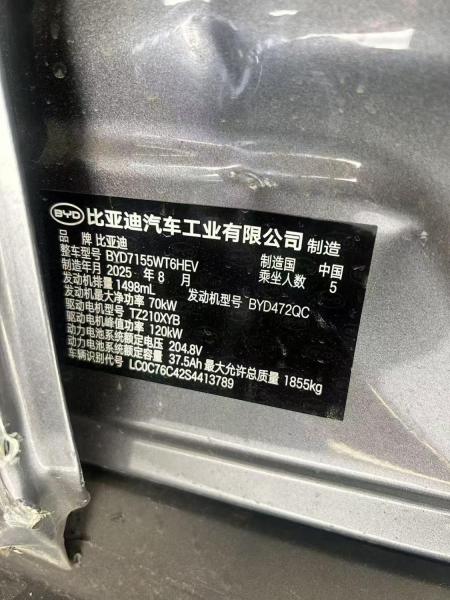 BYD 比亚迪汽车工业有限公司 制造
品 牌 比亚迪 制造国 中国
整车型号 BYD7155WT6HEV 乘坐人数 5
制造年月 2025 年 8 月
发动机排量 1498mL 发动机型号 BYD472QC
发动机最大净功率 70kW
驱动电机型号 TZ210XYB
驱动电机峰值功率 120kW
动力电池系统额定电压 204.8V
动力电池系统额定容量 37.5Ah 最大允许总质量 1855kg
车辆识别代号 LC0C76C42S4413789